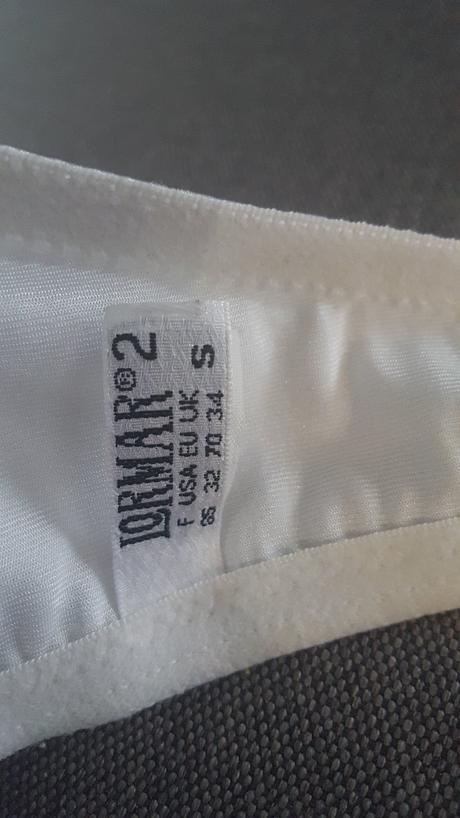 LORMAR® 2
F USA EU UK S
85 32 70 34